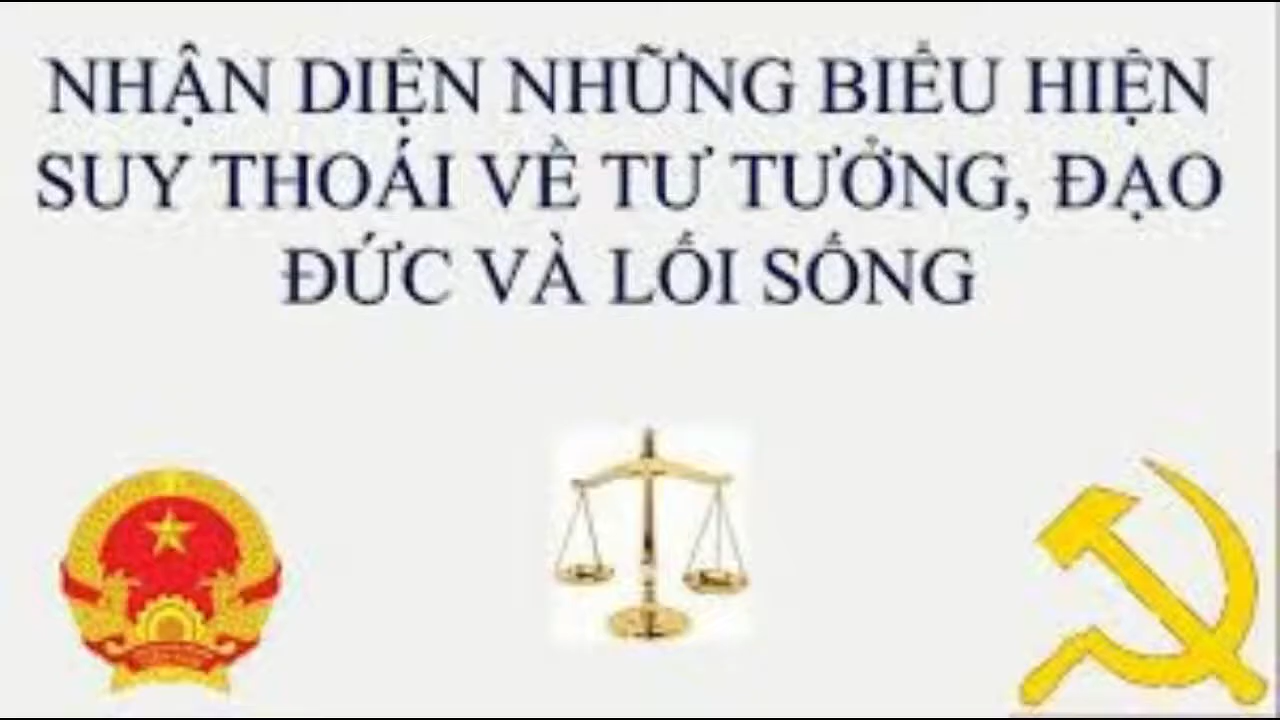 NHẬN DIỆN NHỮNG BIỂU HIỆN
SUY THOÁI VỀ TƯ TƯỞNG, ĐẠO
ĐỨC VÀ LỐI SỐNG